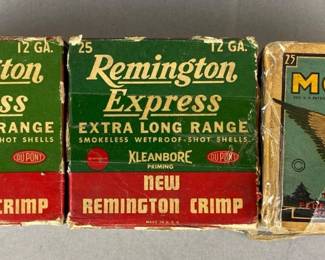 12 GA.
ngton
ress
RANGE
HOT SHELLS
DU PONT
CRIMP
25 12 GA.
Remington
Express
EXTRA LONG RANGE
SMOKELESS WETPROOF-SHOT SHELLS
KLEANBORE
PRIMING
DU PONT
NEW
REMINGTON CRIMP
MADE IN U.S.A.
25